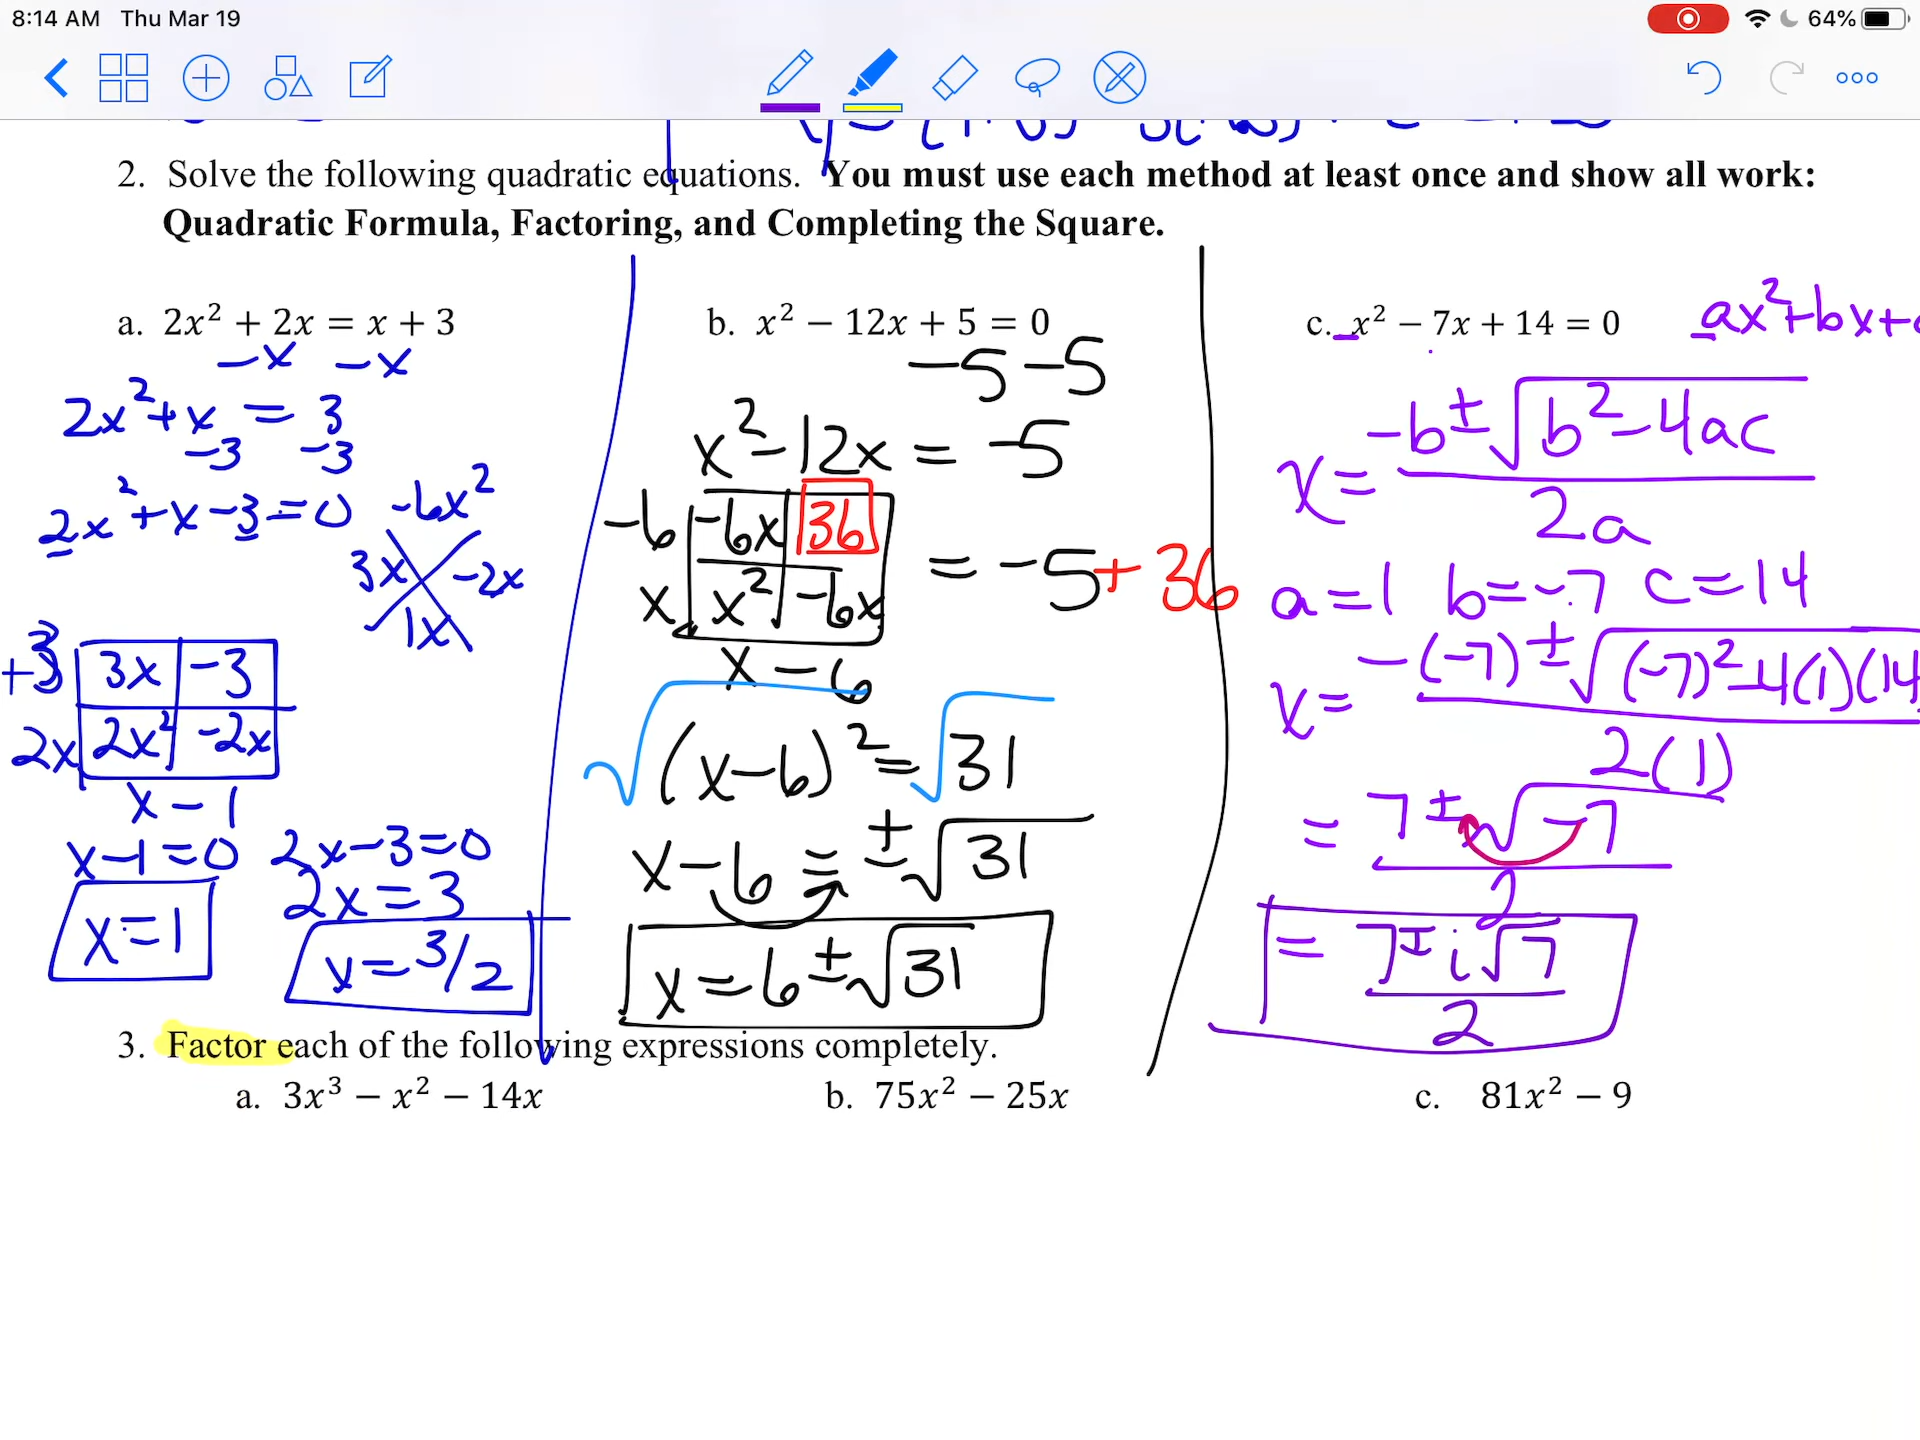 8:14 AM Thu Mar 19
64%
2. Solve the following quadratic equations. You must use each method at least once and show all work:
Quadratic Formula, Factoring, and Completing the Square.
a. 2x² + 2x = x + 3
-x -x
2x² + x = 3
-3 -3
2x² + x - 3 = 0
-6x²
3x -2x
1x
+3 3x -3
2x 2x² -2x
x - 1
x - 1 = 0 2x - 3 = 0
2x = 3
x = 1
x = 3/2
b. x² − 12x + 5 = 0
-5 -5
x² - 12x = -5
-6 -6x 36
x x² -6x
= -5 + 36
x - 6
√(x-6)² = √31
x - 6 = ±√31
x = 6 ± √31
c. x² − 7x + 14 = 0
ax² + bx +
x = -b ± √b² - 4ac
2a
a = 1 b = -7 c = 14
x = -(-7) ± √(-7)² - 4(1)(14
2(1)
= 7 ± √-7
2
= 7 ± i√7
2
3. Factor each of the following expressions completely.
a. 3x³ − x² − 14x
b. 75x² − 25x
c. 81x² − 9